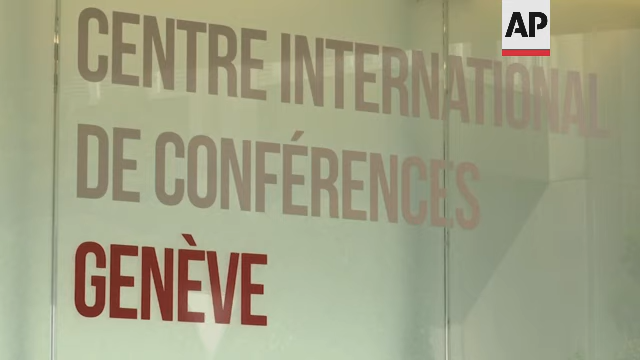 AP
CENTRE INTERNATIONAL
DE CONFÉRENCES
GENÈVE